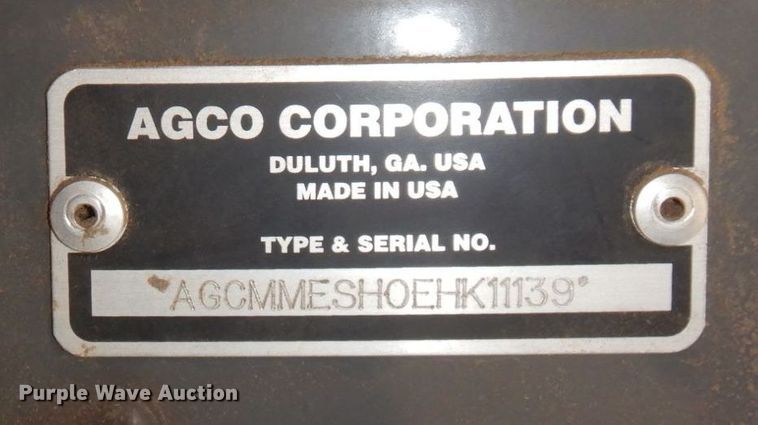 AGCO CORPORATION
DULUTH, GA. USA
MADE IN USA
TYPE & SERIAL NO.
*AGCMMESH0EHK11139*
Purple Wave Auction